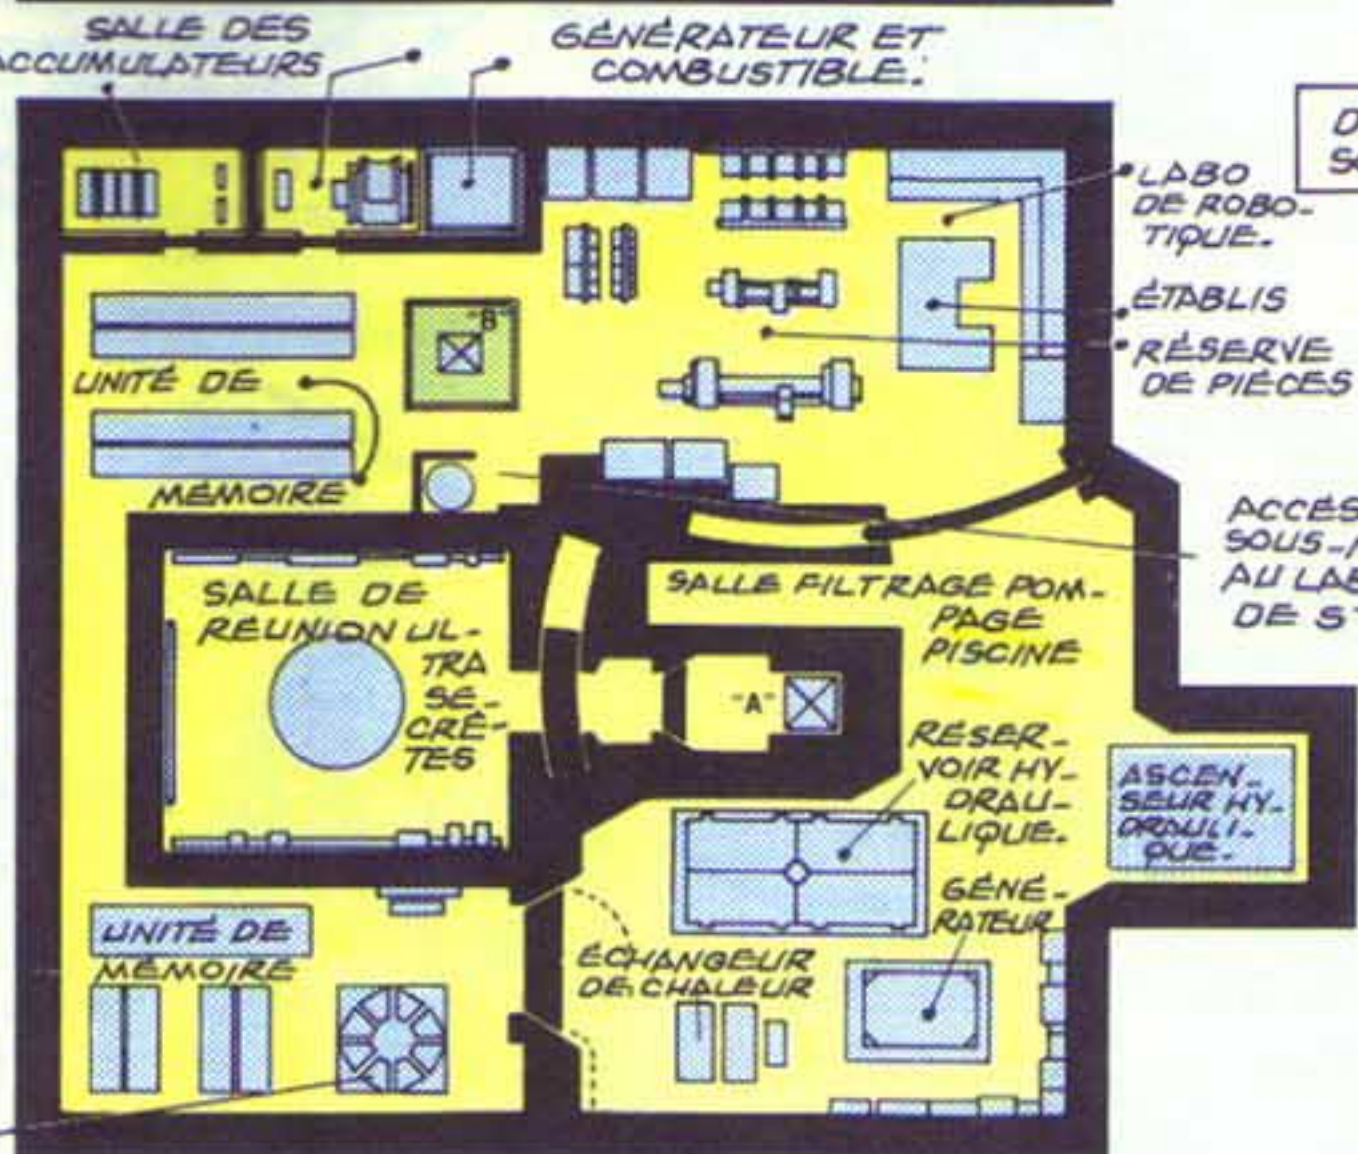 SALLE DES
ACCUMULATEURS
GÉNÉRATEUR ET
COMBUSTIBLE.
LABO
DE ROBO-
TIQUE.
ÉTABLIS
RÉSERVE
DE PIÈCES
"B"
UNITÉ DE
MÉMOIRE
ACCÈS
AU
DE
SALLE DE
RÉUNION UL-
TRA
SE-
CRÈ-
TES
SALLE FILTRAGE POM-
PAGE
PISCINE
"A"
RÉSER-
VOIR HY-
DRAU-
LIQUE.
ASCEN-
SEUR HY-
DRAULI-
QUE.
GÉNÉ-
RATEUR
ÉCHANGEUR
DE CHALEUR
UNITÉ DE
MÉMOIRE